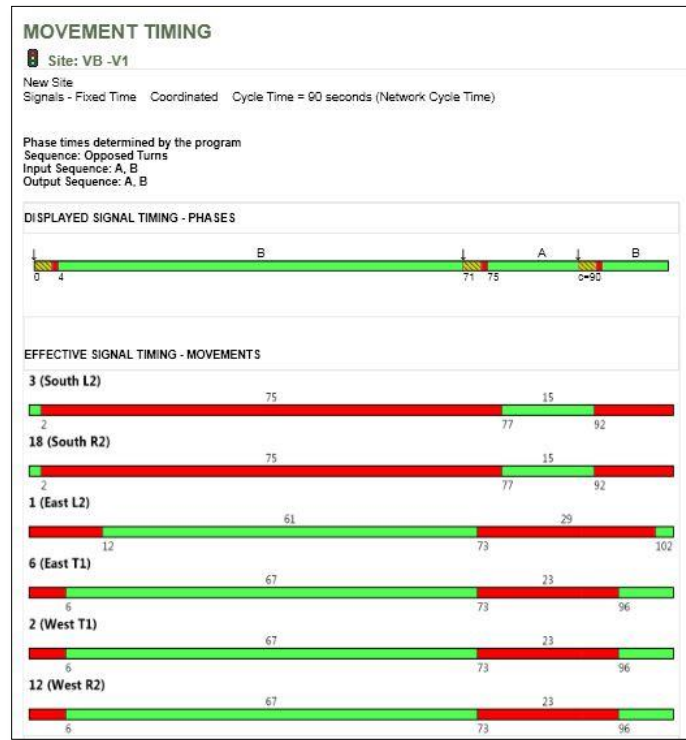 MOVEMENT TIMING
Site: VB -V1
New Site
Signals - Fixed Time Coordinated Cycle Time = 90 seconds (Network Cycle Time)
Phase times determined by the program
Sequence: Opposed Turns
Input Sequence: A, B
Output Sequence: A, B
DISPLAYED SIGNAL TIMING - PHASES
B A B
0 4 71 75 c=90
EFFECTIVE SIGNAL TIMING - MOVEMENTS
3 (South L2)
75 15
2 77 92
18 (South R2)
75 15
2 77 92
1 (East L2)
61 29
12 73 102
6 (East T1)
67 23
6 73 96
2 (West T1)
67 23
6 73 96
12 (West R2)
67 23
6 73 96